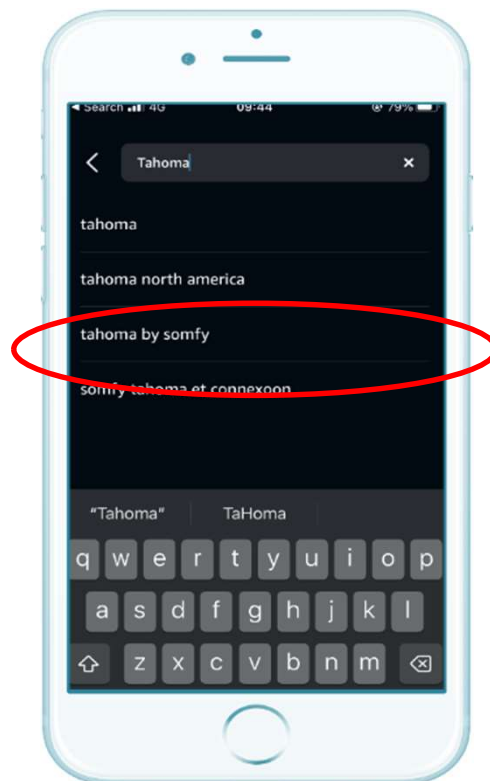 ◀ Search 4G 09:44 79%
Tahoma ×
tahoma
tahoma north america
tahoma by somfy
somfy tahoma et connexoon
"Tahoma" TaHoma
q w e r t y u i o p
a s d f g h j k l
z x c v b n m